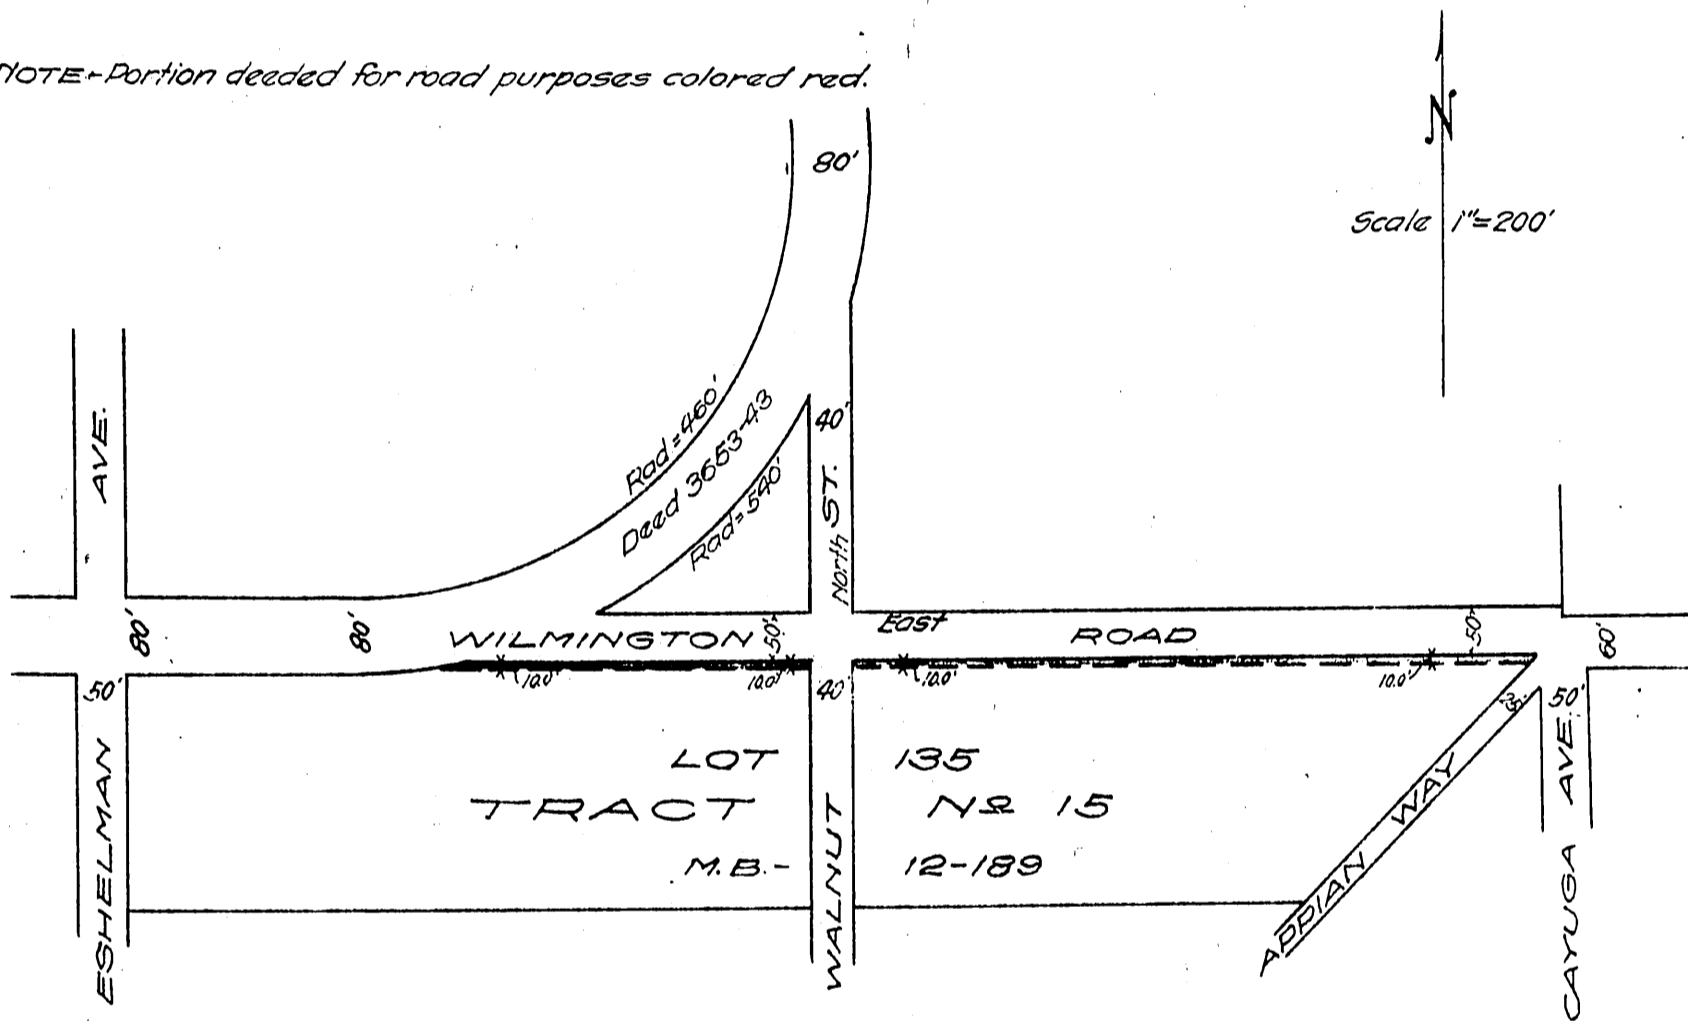 NOTE-Portion deeded for road purposes colored red.
N
Scale 1"=200'
80'
AVE.
Rad=460'
Deed 3653-43
Rad=540'
40'
North ST.
80'
80'
WILMINGTON
50'
East
ROAD
50'
60'
50'
10.0'
10.0'
40'
10.0'
10.0'
25'
50'
LOT 135
TRACT Nº 15
M.B.- 12-189
ESHELMAN
WALNUT
APPIAN WAY
CAYUGA AVE.